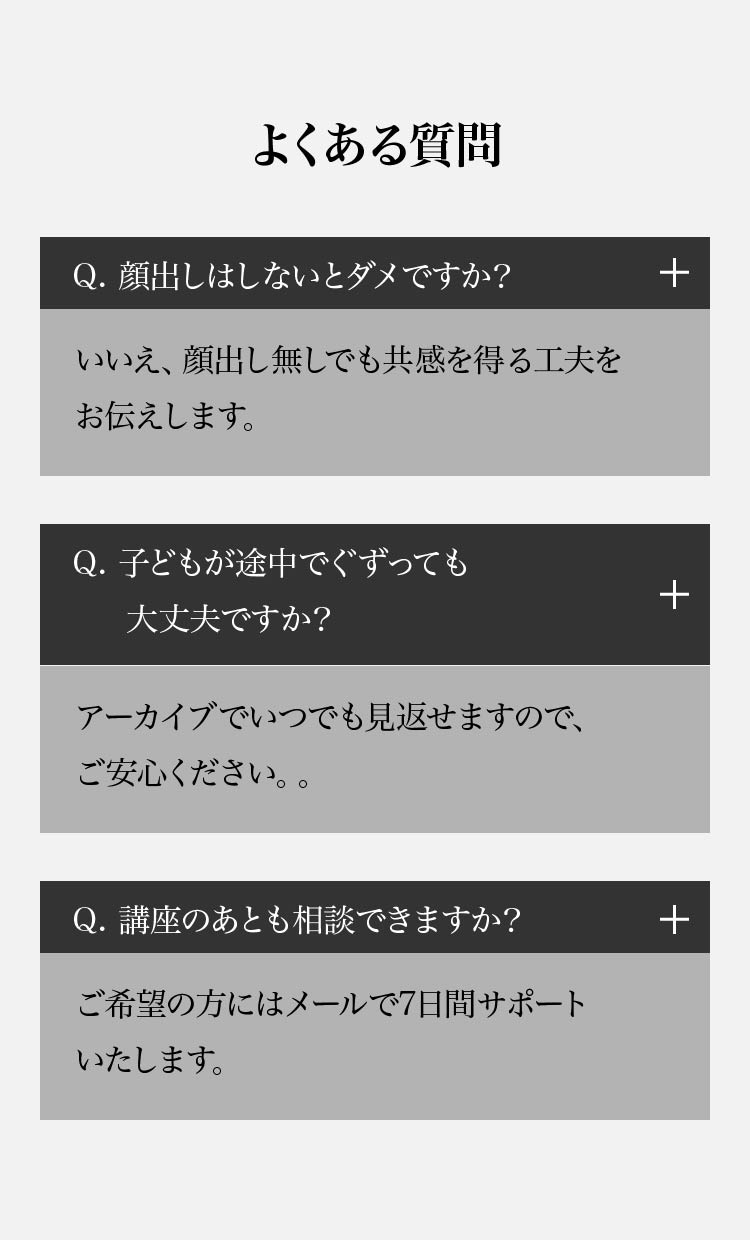 よくある質問
Q. 顔出しはしないとダメですか？
いいえ、顔出し無しでも共感を得る工夫を
お伝えします。
Q. 子どもが途中でぐずっても
大丈夫ですか？
アーカイブでいつでも見返せますので、
ご安心ください。。
Q. 講座のあとも相談できますか？
ご希望の方にはメールで7日間サポート
いたします。